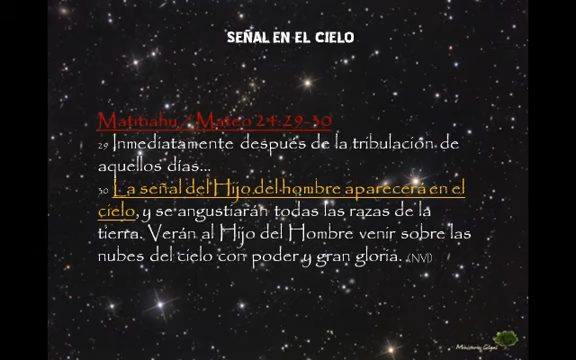 SEÑAL EN EL CIELO
Matitiahu / Mateo 24:29-30
29 Inmediatamente después de la tribulación de
aquellos días...
30 La señal del Hijo del hombre aparecerá en el
cielo, y se angustiarán todas las razas de la
tierra. Verán al Hijo del Hombre venir sobre las
nubes del cielo con poder y gran gloria. (NVI)